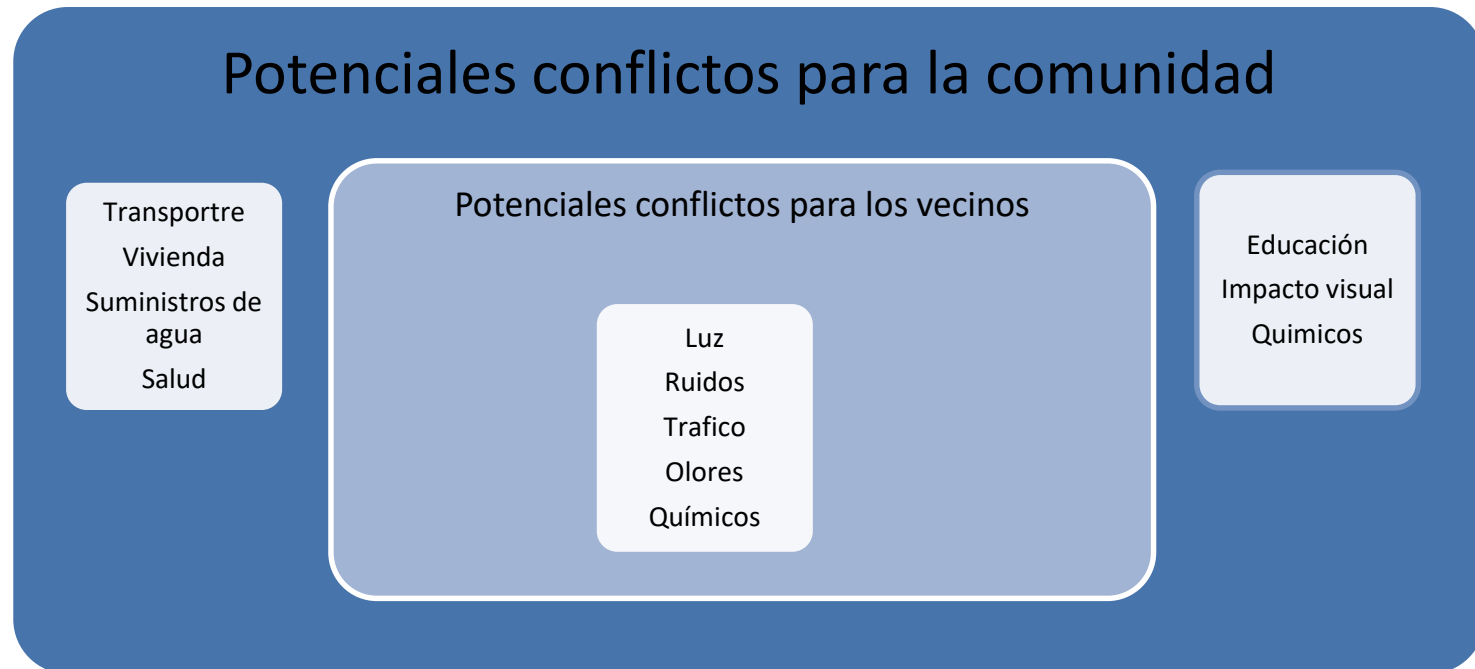 Potenciales conflictos para la comunidad
Transportre
Vivienda
Suministros de
agua
Salud
Potenciales conflictos para los vecinos
Luz
Ruidos
Trafico
Olores
Químicos
Educación
Impacto visual
Quimicos